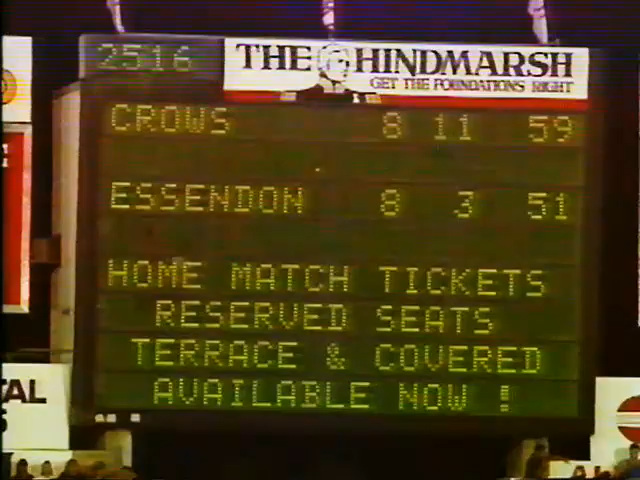 2516 THE HINDMARSH
GET THE FOUNDATIONS RIGHT
CROWS 8 11 59
ESSENDON 8 3 51
HOME MATCH TICKETS
RESERVED SEATS
TERRACE & COVERED
AVAILABLE NOW !
TAL